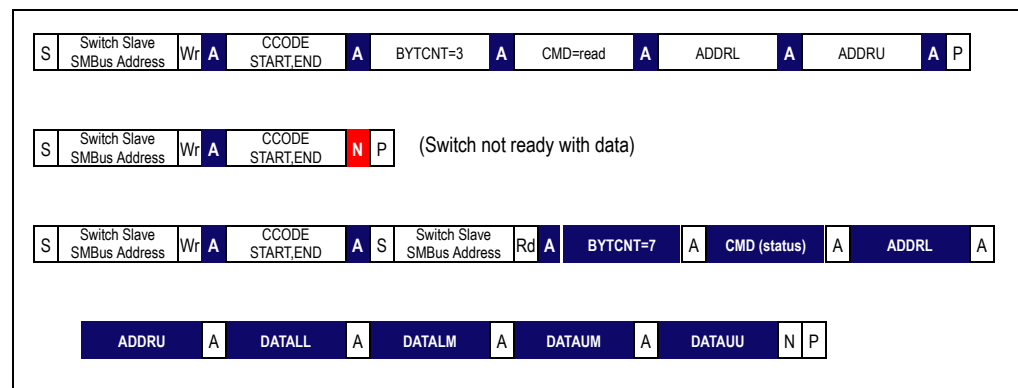 S Switch Slave SMBus Address Wr A CCODE START,END A BYTCNT=3 A CMD=read A ADDRL A ADDRU A P
S Switch Slave SMBus Address Wr A CCODE START,END N P (Switch not ready with data)
S Switch Slave SMBus Address Wr A CCODE START,END A S Switch Slave SMBus Address Rd A BYTCNT=7 A CMD (status) A ADDRL A
ADDRU A DATALL A DATALM A DATAUM A DATAUU N P